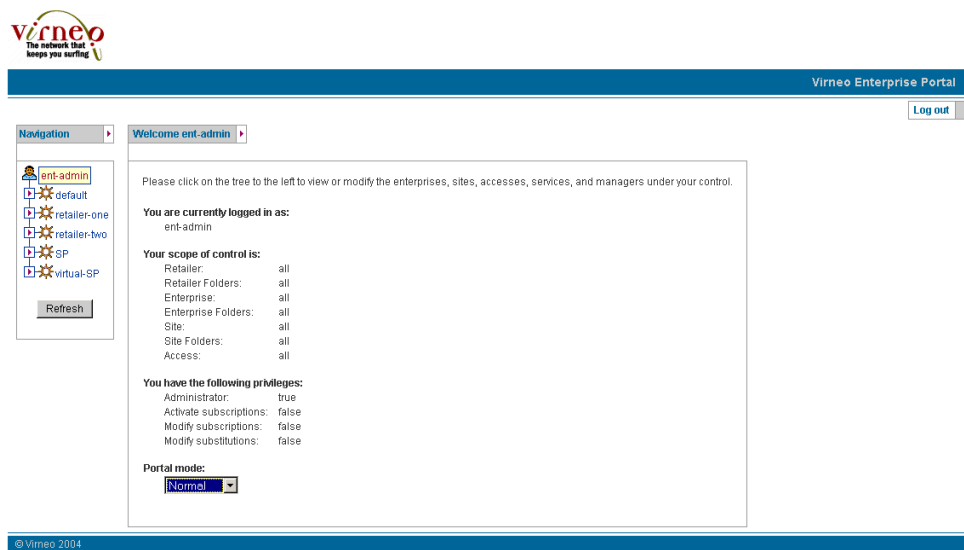 Virneo
The network that
keeps you surfing
Virneo Enterprise Portal
Log out
Navigation
Welcome ent-admin
ent-admin
default
retailer-one
retailer-two
SP
virtual-SP
Refresh
Please click on the tree to the left to view or modify the enterprises, sites, accesses, services, and managers under your control.
You are currently logged in as:
ent-admin
Your scope of control is:
Retailer: all
Retailer Folders: all
Enterprise: all
Enterprise Folders: all
Site: all
Site Folders: all
Access: all
You have the following privileges:
Administrator: true
Activate subscriptions: false
Modify subscriptions: false
Modify substitutions: false
Portal mode:
Normal
© Virneo 2004